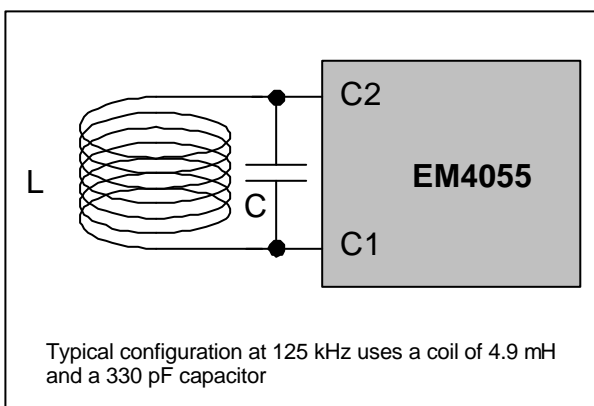 C2
L
EM4055
C
C1
Typical configuration at 125 kHz uses a coil of 4.9 mH
and a 330 pF capacitor